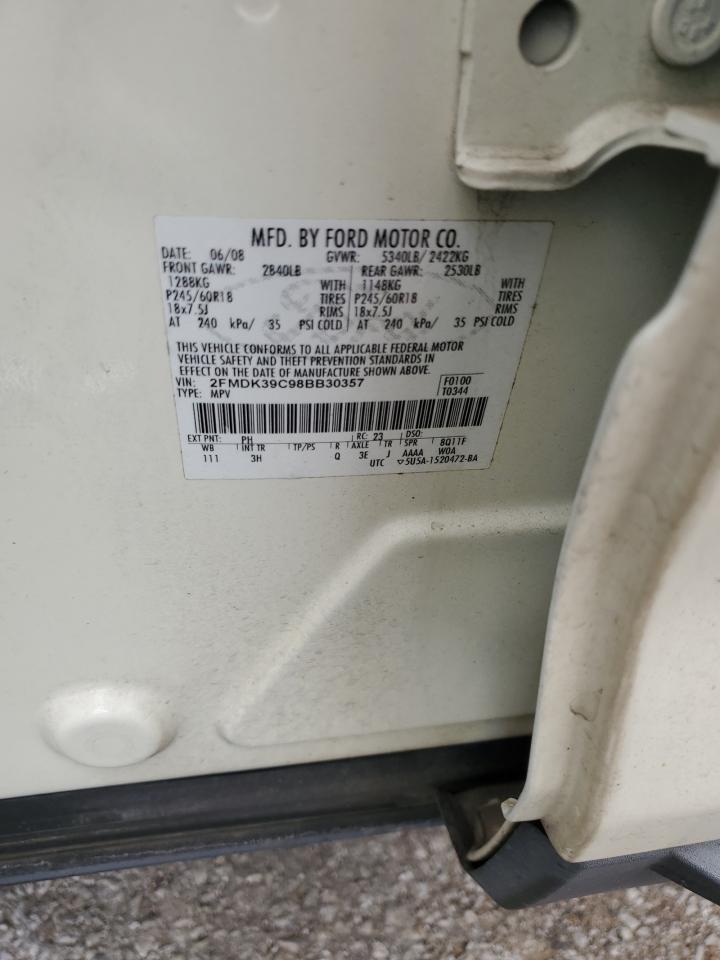 MFD. BY FORD MOTOR CO.
DATE: 06/08 GVWR: 5340LB/ 2422KG
FRONT GAWR: 2840LB REAR GAWR: 2530LB
1288KG WITH 1148KG WITH
P245/60R18 TIRES P245/60R18 TIRES
18x7.5J RIMS 18x7.5J RIMS
AT 240 kPa/ 35 PSI COLD AT 240 kPa/ 35 PSI COLD
THIS VEHICLE CONFORMS TO ALL APPLICABLE FEDERAL MOTOR
VEHICLE SAFETY AND THEFT PREVENTION STANDARDS IN
EFFECT ON THE DATE OF MANUFACTURE SHOWN ABOVE.
VIN: 2FMDK39C98BB30357 F0100
TYPE: MPV T0344
EXT PNT: PH RC: 23 DSO:
WB INT TR TP/PS R AXLE TR SPR 8Q11F
111 3H Q 3E J AAAA W0A
UTC ▽5U5A-1520472-BA